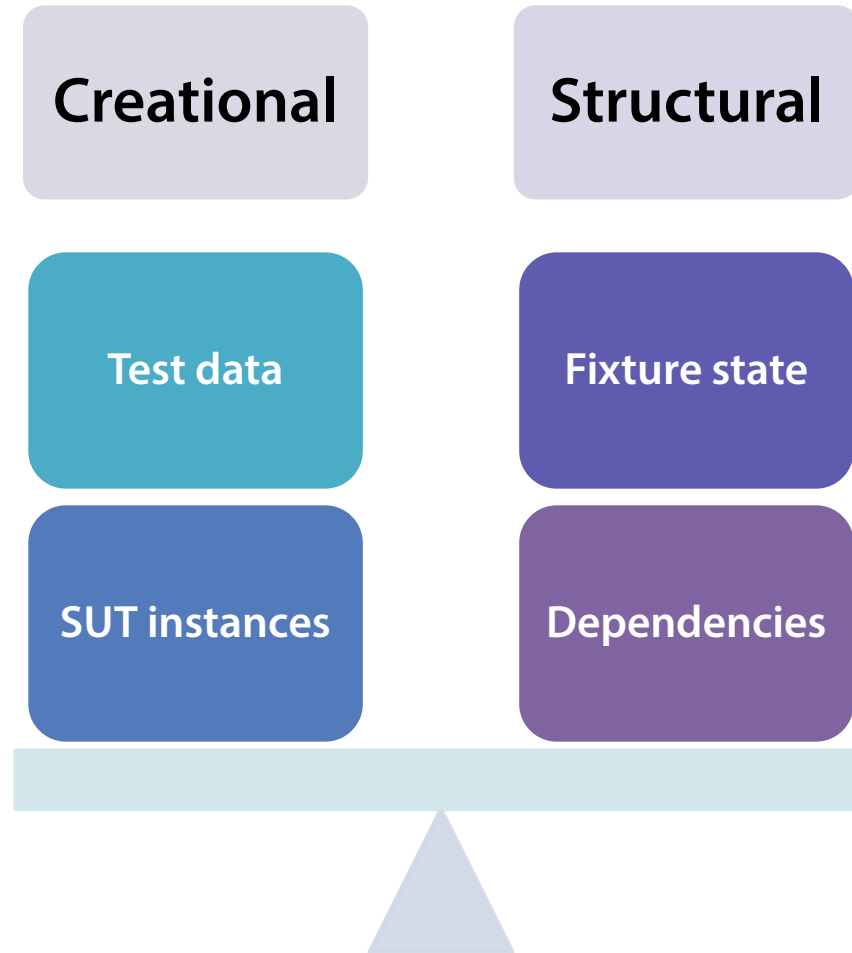 Creational
Structural
Test data
Fixture state
SUT instances
Dependencies